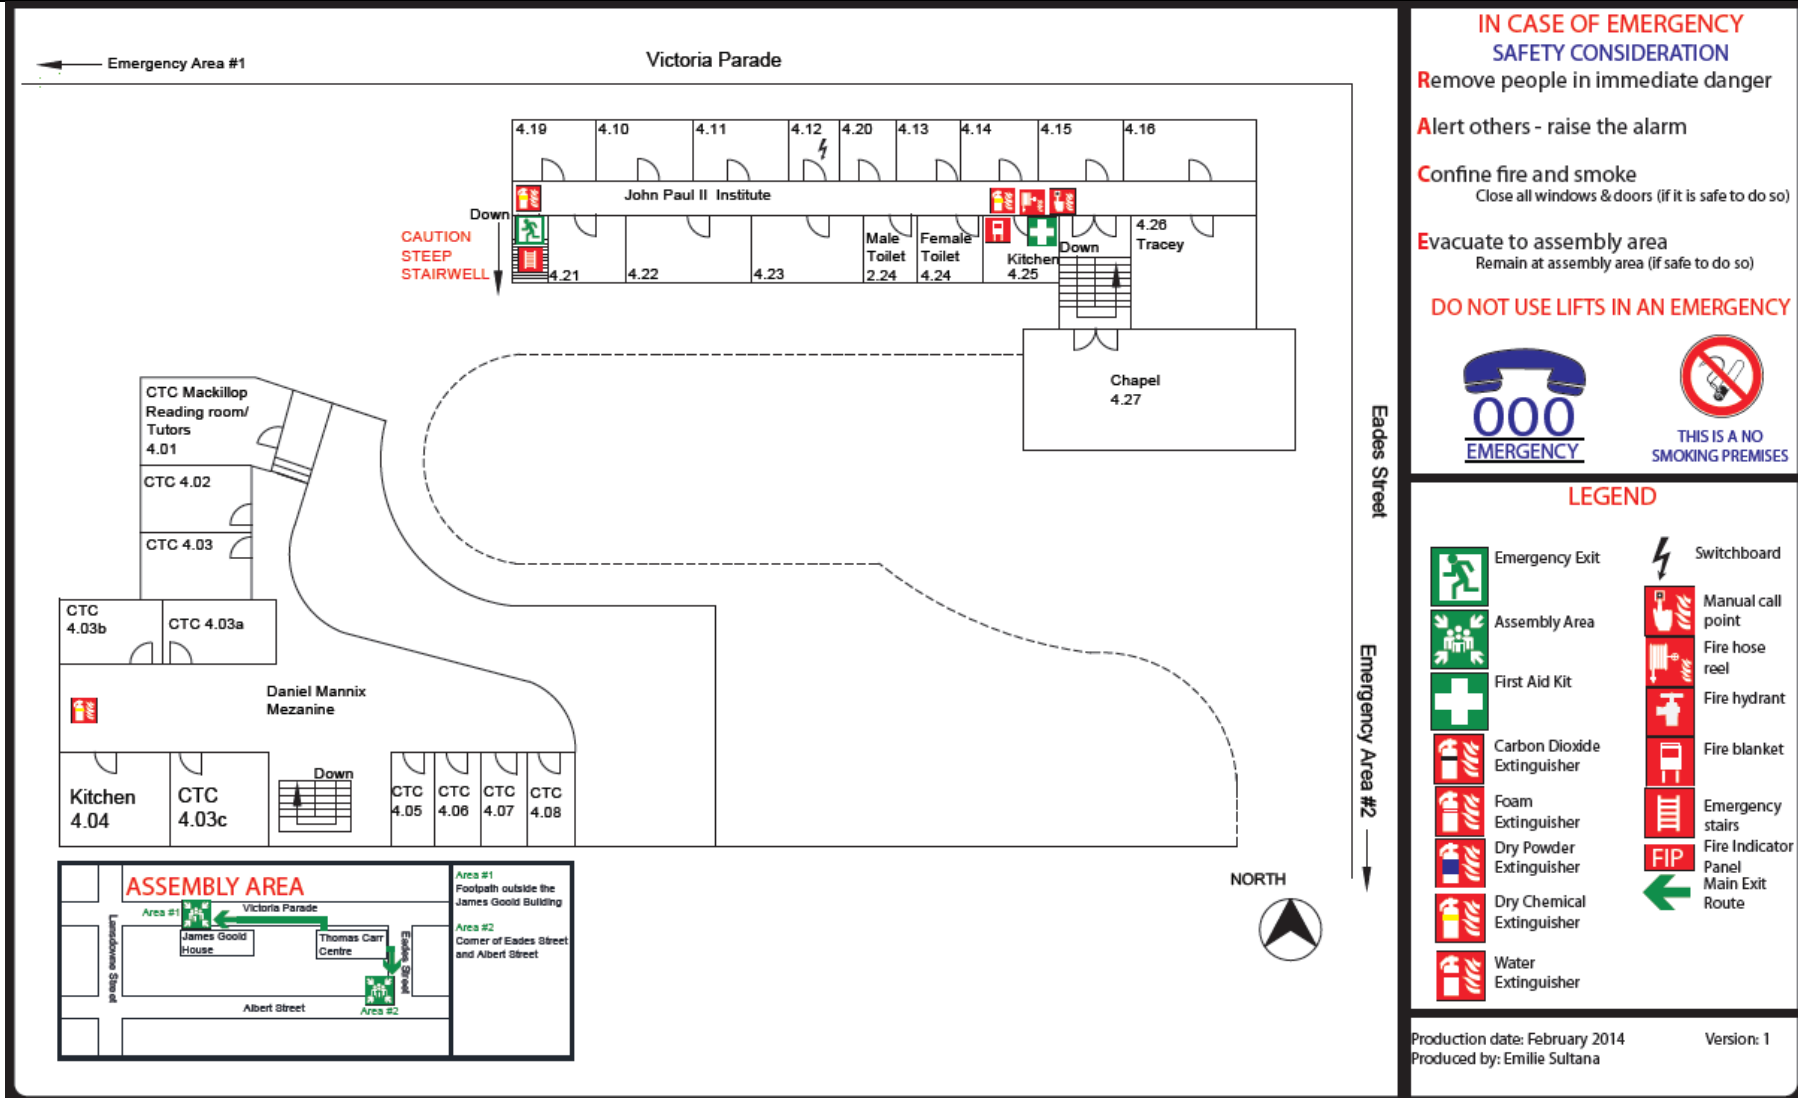 Emergency Area #1
Victoria Parade
4.19
4.10
4.11
4.12
4.20
4.13
4.14
4.15
4.16
John Paul II Institute
Down
CAUTION
STEEP
STAIRWELL
4.21
4.22
4.23
Male
Toilet
2.24
Female
Toilet
4.24
Kitchen
4.25
Down
4.26
Tracey
Chapel
4.27
Eades Street
Emergency Area #2
CTC Mackillop
Reading room/
Tutors
4.01
CTC 4.02
CTC 4.03
CTC
4.03b
CTC 4.03a
Daniel Mannix
Mezanine
Kitchen
4.04
CTC
4.03c
Down
CTC
4.05
CTC
4.06
CTC
4.07
CTC
4.08
NORTH
ASSEMBLY AREA
Area #1
Victoria Parade
James Goold
House
Thomas Carr
Centre
Lansdowne Street
Eades Street
Albert Street
Area #2
Area #1
Footpath outside the
James Goold Building
Area #2
Corner of Eades Street
and Albert Street
IN CASE OF EMERGENCY
SAFETY CONSIDERATION
Remove people in immediate danger
Alert others - raise the alarm
Confine fire and smoke
Close all windows & doors (if it is safe to do so)
Evacuate to assembly area
Remain at assembly area (if safe to do so)
DO NOT USE LIFTS IN AN EMERGENCY
000
EMERGENCY
THIS IS A NO
SMOKING PREMISES
LEGEND
Emergency Exit
Assembly Area
First Aid Kit
Carbon Dioxide
Extinguisher
Foam
Extinguisher
Dry Powder
Extinguisher
Dry Chemical
Extinguisher
Water
Extinguisher
Switchboard
Manual call
point
Fire hose
reel
Fire hydrant
Fire blanket
Emergency
stairs
FIP
Fire Indicator
Panel
Main Exit
Route
Production date: February 2014
Version: 1
Produced by: Emilie Sultana